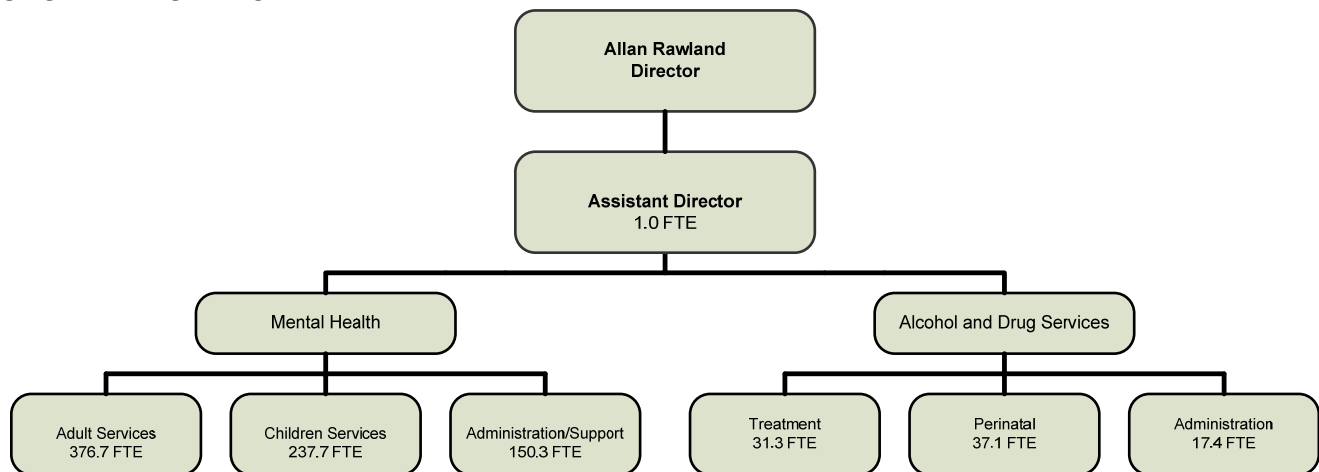 Allan Rawland
Director
Assistant Director
1.0 FTE
Mental Health
Alcohol and Drug Services
Adult Services
376.7 FTE
Children Services
237.7 FTE
Administration/Support
150.3 FTE
Treatment
31.3 FTE
Perinatal
37.1 FTE
Administration
17.4 FTE